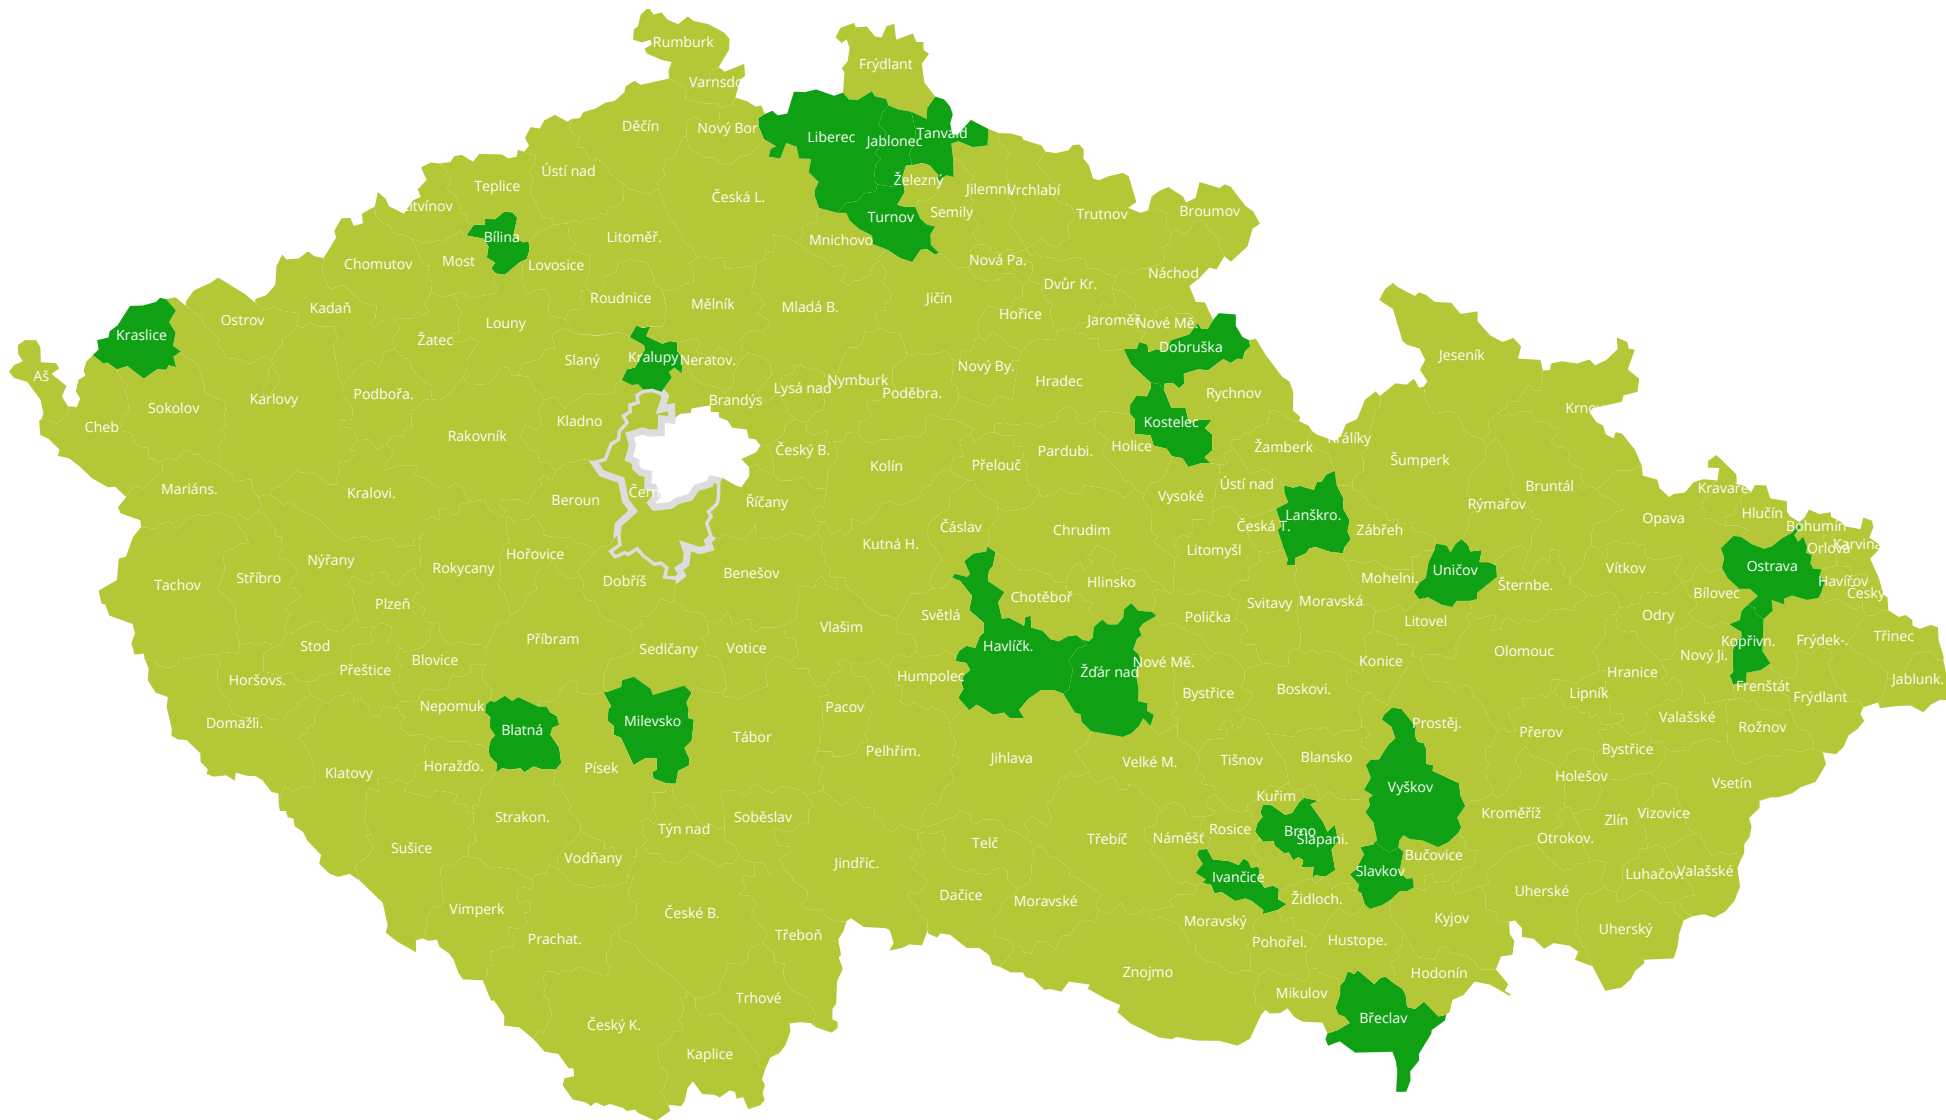 Rumburk
Frýdlant
Varnsdo
Děčín
Nový Bor
Liberec
Jablonec
Tanvald
Ústí nad
Teplice
Železný
Jilemni
Vrchlabí
Česká L.
Litvínov
Semily
Turnov
Trutnov
Broumov
Bílina
Litoměř.
Mnichovo
Chomutov
Most
Lovosice
Nová Pa.
Náchod
Dvůr Kr.
Roudnice
Mělník
Mladá B.
Jičín
Kadaň
Ostrov
Hořice
Jaroměř
Nové Mě.
Louny
Kraslice
Žatec
Dobruška
Slaný
Kralupy
Neratov.
Jeseník
Aš
Nový By.
Nymburk
Hradec
Lysá nad
Poděbra.
Rychnov
Podbořa.
Karlovy
Brandýs
Sokolov
Krno
Cheb
Kladno
Kostelec
Rakovník
Králíky
Holice
Žamberk
Český B.
Pardubi.
Kolín
Přelouč
Šumperk
Mariáns.
Kralovi.
Ústí nad
Bruntál
Kravaře
Beroun
Čern
Říčany
Vysoké
Rýmařov
Hlučín
Lanškro.
Opava
Čáslav
Chrudim
Česká T.
Zábřeh
Bohumín
Kutná H.
Karviná
Orlová
Hořovice
Litomyšl
Nýřany
Rokycany
Stříbro
Tachov
Dobříš
Benešov
Hlinsko
Mohelni.
Uničov
Šternbe.
Vítkov
Ostrava
Havířov
Český
Bílovec
Chotěboř
Plzeň
Svitavy
Moravská
Světlá
Polička
Litovel
Odry
Vlašim
Příbram
Třinec
Frýdek-.
Kopřivn.
Stod
Sedlčany
Votice
Havlíčk.
Olomouc
Nový Ji.
Blovice
Přeštice
Konice
Nové Mě.
Žďár nad
Hranice
Humpolec
Horšovs.
Jablunk.
Frenštát
Boskovi.
Bystřice
Lipník
Frýdlant
Nepomuk
Pacov
Domažli.
Milevsko
Blatná
Valašské
Prostěj.
Rožnov
Přerov
Tábor
Pelhřim.
Bystřice
Jihlava
Blansko
Tišnov
Velké M.
Horažďo.
Písek
Klatovy
Holešov
Vsetín
Vyškov
Kuřim
Kroměříž
Vizovice
Strakon.
Soběslav
Zlín
Týn nad
Rosice
Brno
Šlapani.
Náměšť
Třebíč
Otrokov.
Telč
Sušice
Bučovice
Vodňany
Jindřic.
Slavkov
Valašské
Luhačov.
Ivančice
Uherské
Dačice
Moravské
Židloch.
Vimperk
České B.
Kyjov
Moravský
Uherský
Třeboň
Prachat.
Pohořel.
Hustope.
Znojmo
Hodonín
Mikulov
Trhové
Břeclav
Český K.
Kaplice